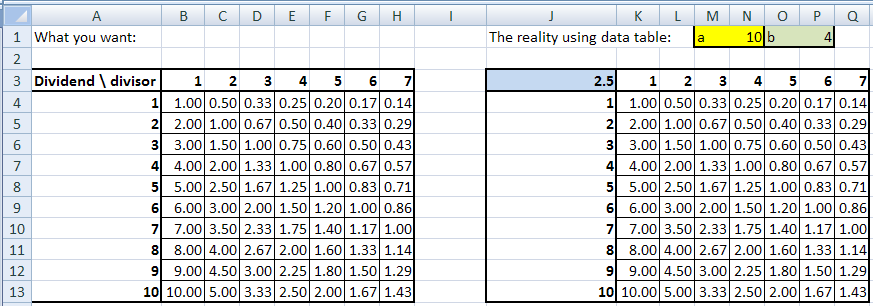 A B C D E F G H I J K L M N O P Q
1 What you want: The reality using data table: a 10 b 4
2
3 Dividend \ divisor 1 2 3 4 5 6 7 2.5 1 2 3 4 5 6 7
4 1 1.00 0.50 0.33 0.25 0.20 0.17 0.14 1 1.00 0.50 0.33 0.25 0.20 0.17 0.14
5 2 2.00 1.00 0.67 0.50 0.40 0.33 0.29 2 2.00 1.00 0.67 0.50 0.40 0.33 0.29
6 3 3.00 1.50 1.00 0.75 0.60 0.50 0.43 3 3.00 1.50 1.00 0.75 0.60 0.50 0.43
7 4 4.00 2.00 1.33 1.00 0.80 0.67 0.57 4 4.00 2.00 1.33 1.00 0.80 0.67 0.57
8 5 5.00 2.50 1.67 1.25 1.00 0.83 0.71 5 5.00 2.50 1.67 1.25 1.00 0.83 0.71
9 6 6.00 3.00 2.00 1.50 1.20 1.00 0.86 6 6.00 3.00 2.00 1.50 1.20 1.00 0.86
10 7 7.00 3.50 2.33 1.75 1.40 1.17 1.00 7 7.00 3.50 2.33 1.75 1.40 1.17 1.00
11 8 8.00 4.00 2.67 2.00 1.60 1.33 1.14 8 8.00 4.00 2.67 2.00 1.60 1.33 1.14
12 9 9.00 4.50 3.00 2.25 1.80 1.50 1.29 9 9.00 4.50 3.00 2.25 1.80 1.50 1.29
13 10 10.00 5.00 3.33 2.50 2.00 1.67 1.43 10 10.00 5.00 3.33 2.50 2.00 1.67 1.43